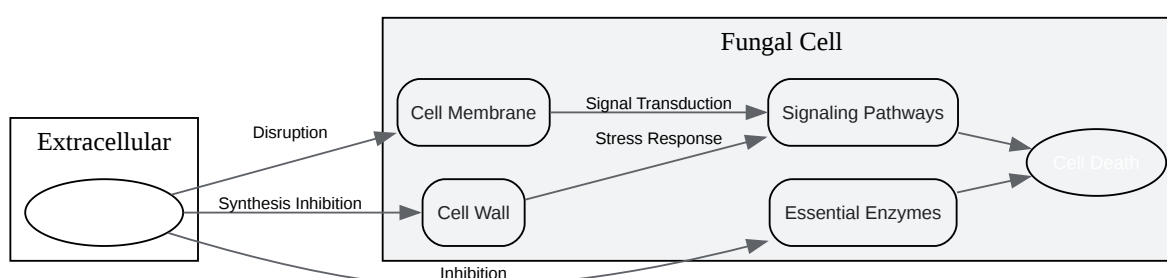 Fungal Cell
Extracellular
Cell Membrane
Signal Transduction
Signaling Pathways
Disruption
Stress Response
Cell Death
Synthesis Inhibition
Cell Wall
Essential Enzymes
Inhibition